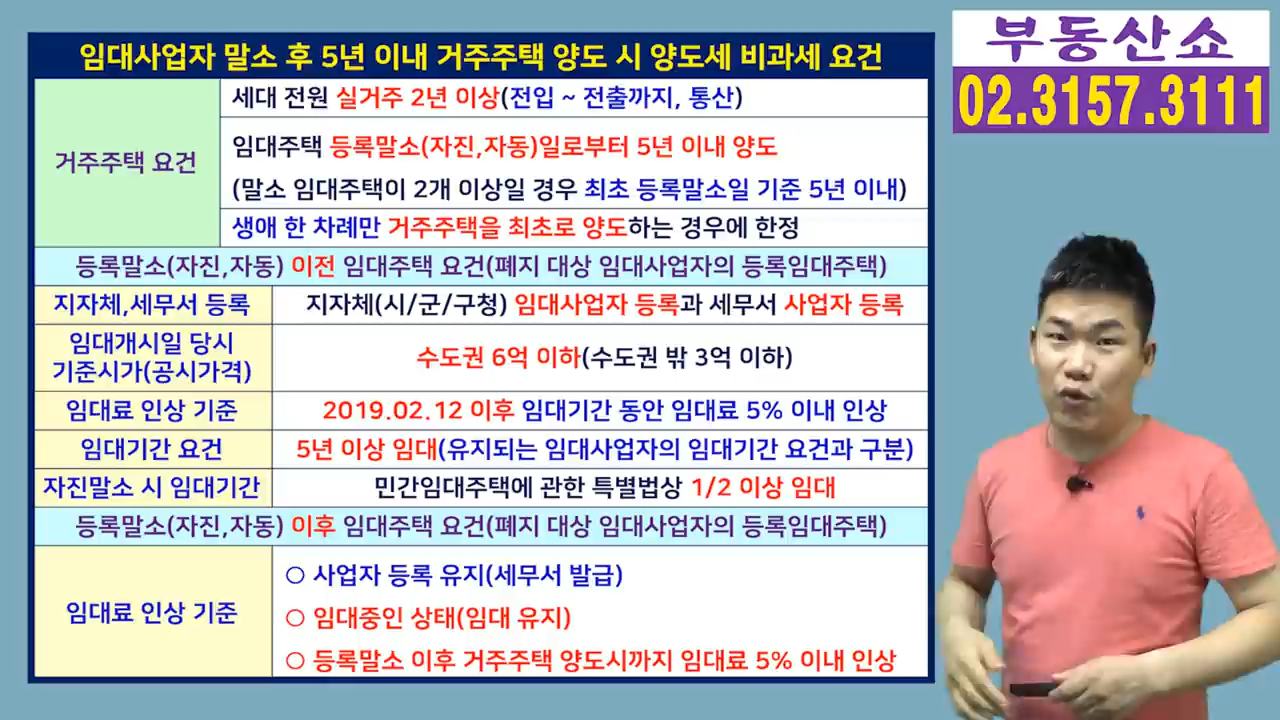 임대사업자 말소 후 5년 이내 거주주택 양도 시 양도세 비과세 요건
부동산쇼
02.3157.3111
거주주택 요건
세대 전원 실거주 2년 이상(전입 ~ 전출까지, 통산)
임대주택 등록말소(자진,자동)일로부터 5년 이내 양도
(말소 임대주택이 2개 이상일 경우 최초 등록말소일 기준 5년 이내)
생애 한 차례만 거주주택을 최초로 양도하는 경우에 한정
등록말소(자진,자동) 이전 임대주택 요건(폐지 대상 임대사업자의 등록임대주택)
지자체,세무서 등록
지자체(시/군/구청) 임대사업자 등록과 세무서 사업자 등록
임대개시일 당시
기준시가(공시가격)
수도권 6억 이하(수도권 밖 3억 이하)
임대료 인상 기준
2019.02.12 이후 임대기간 동안 임대료 5% 이내 인상
임대기간 요건
5년 이상 임대(유지되는 임대사업자의 임대기간 요건과 구분)
자진말소 시 임대기간
민간임대주택에 관한 특별법상 1/2 이상 임대
등록말소(자진,자동) 이후 임대주택 요건(폐지 대상 임대사업자의 등록임대주택)
임대료 인상 기준
○ 사업자 등록 유지(세무서 발급)
○ 임대중인 상태(임대 유지)
○ 등록말소 이후 거주주택 양도시까지 임대료 5% 이내 인상